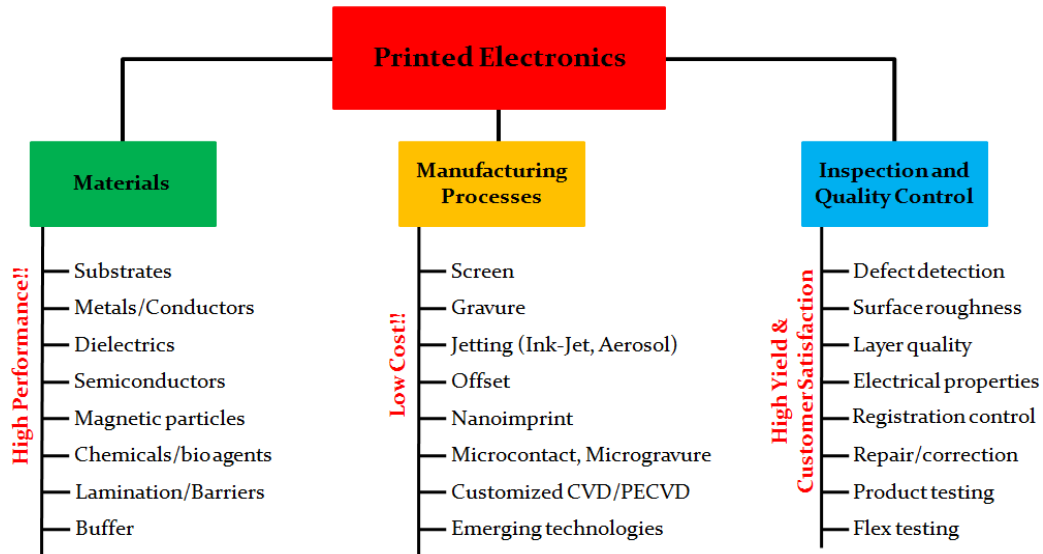 Printed Electronics
Materials
High Performance!!
Substrates
Metals/Conductors
Dielectrics
Semiconductors
Magnetic particles
Chemicals/bio agents
Lamination/Barriers
Buffer
Manufacturing
Processes
Low Cost!!
Screen
Gravure
Jetting (Ink-Jet, Aerosol)
Offset
Nanoimprint
Microcontact, Microgravure
Customized CVD/PECVD
Emerging technologies
Inspection and
Quality Control
High Yield &
Customer Satisfaction
Defect detection
Surface roughness
Layer quality
Electrical properties
Registration control
Repair/correction
Product testing
Flex testing